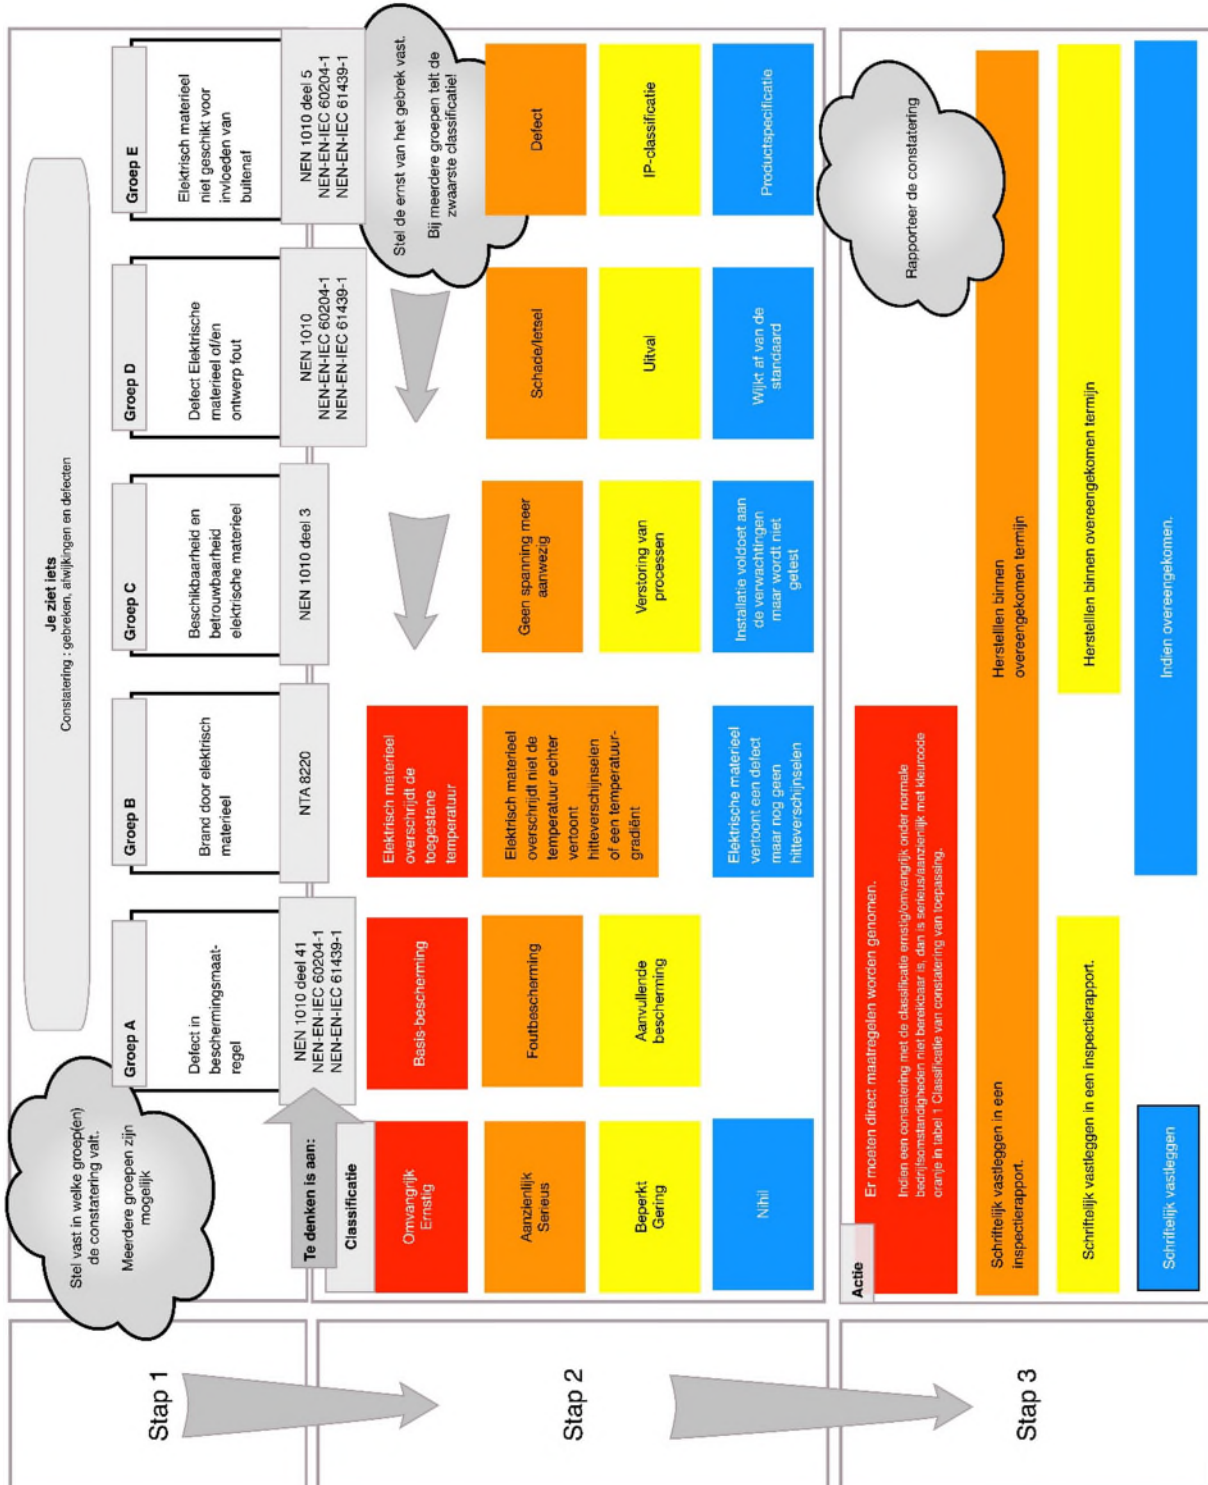 Je ziet iets
Constatering : gebreken, afwijkingen en defecten
Stap 1
Stel vast in welke groep(en)
de constatering valt.
Meerdere groepen zijn
mogelijk
Groep A
Defect in
beschermingsmaat-
regel
NEN 1010 deel 41
NEN-EN-IEC 60204-1
NEN-EN-IEC 61439-1
Groep B
Brand door elektrisch
materieel
NTA 8220
Groep C
Beschikbaarheid en
betrouwbaarheid
elektrische materieel
NEN 1010 deel 3
Groep D
Defect Elektrische
materieel of/en
ontwerp fout
NEN 1010
NEN-EN-IEC 60204-1
NEN-EN-IEC 61439-1
Groep E
Elektrisch materieel
niet geschikt voor
invloeden van
buitenaf
NEN 1010 deel 5
NEN-EN-IEC 60204-1
NEN-EN-IEC 61439-1
Te denken is aan:
Stap 2
Stel de ernst van het gebrek vast.
Bij meerdere groepen telt de
zwaarste classificatie!
Classificatie
Omvangrijk
Ernstig
Basis-bescherming
Elektrisch materieel
overschrijdt de
toegestane
temperatuur
Aanzienlijk
Serieus
Foutbescherming
Elektrisch materieel
overschrijdt niet de
temperatuur echter
vertoont
hitteverschijnselen
of een temperatuur-
gradiënt
Geen spanning meer
aanwezig
Schade/letsel
Defect
Beperkt
Gering
Aanvullende
bescherming
Verstoring van
processen
Uitval
IP-classificatie
Nihil
Elektrische materieel
vertoont een defect
maar nog geen
hitteverschijnselen
Installatie voldoet aan
de verwachtingen
maar wordt niet
getest
Wijkt af van de
standaard
Productspecificatie
Stap 3
Rapporteer de constatering
Actie
Er moeten direct maatregelen worden genomen.
Indien een constatering met de classificatie ernstig/omvangrijk onder normale
bedrijfsomstandigheden niet bereikbaar is, dan is serieus/aanzienlijk met kleurcode
oranje in tabel 1 Classificatie van constatering van toepassing.
Schriftelijk vastleggen in een
inspectierapport.
Herstelllen binnen
overeengekomen termijn
Schriftelijk vastleggen in een inspectierapport.
Herstelllen binnen overeengekomen termijn
Schriftelijk vastleggen
Indien overeengekomen.